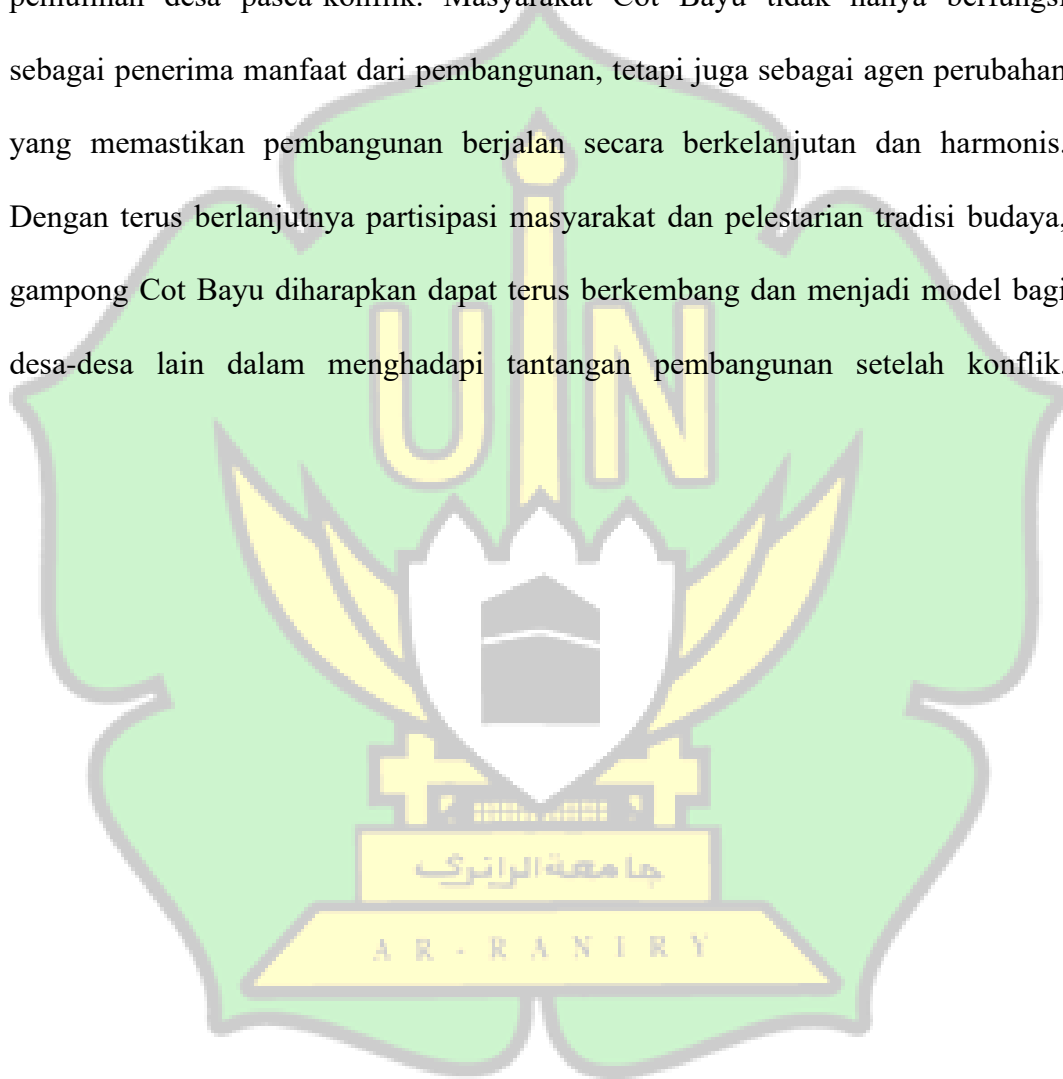 pemulihan desa pasca-konflik. Masyarakat Cot Bayu tidak hanya berfungsi
sebagai penerima manfaat dari pembangunan, tetapi juga sebagai agen perubahan
yang memastikan pembangunan berjalan secara berkelanjutan dan harmonis.
Dengan terus berlanjutnya partisipasi masyarakat dan pelestarian tradisi budaya,
gampong Cot Bayu diharapkan dapat terus berkembang dan menjadi model bagi
desa-desa lain dalam menghadapi tantangan pembangunan setelah konflik.
UIN
جامعة الرانري
AR-RANIRY